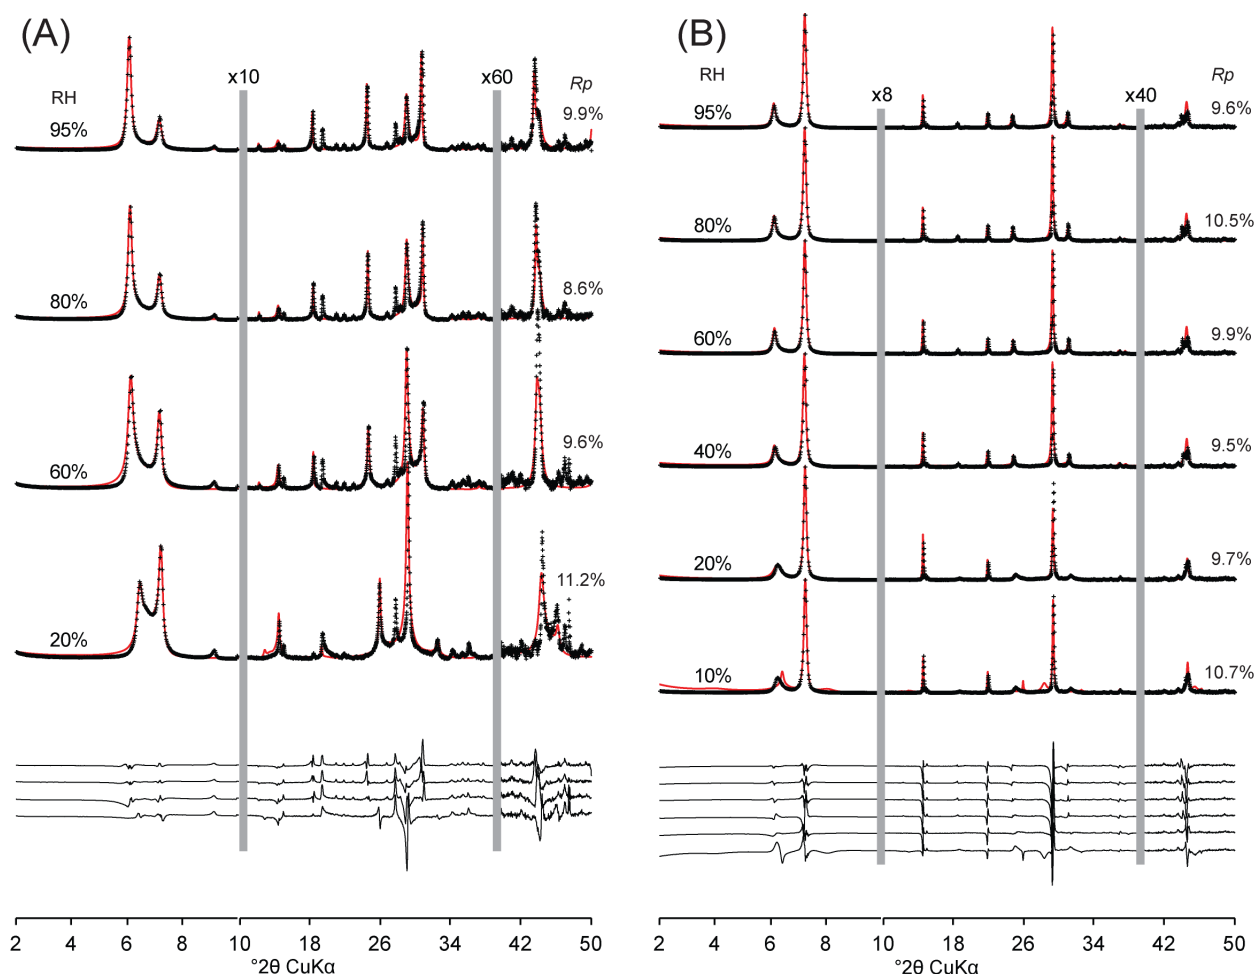 (A)
(B)
x10
x60
Rp
RH
95%
9.9%
80%
8.6%
60%
9.6%
20%
11.2%
RH
x8
x40
Rp
95%
9.6%
80%
10.5%
60%
9.9%
40%
9.5%
20%
9.7%
10%
10.7%
2 4 6 8 10 18 26 34 42 50
°2θ CuKα
2 4 6 8 10 18 26 34 42 50
°2θ CuKα